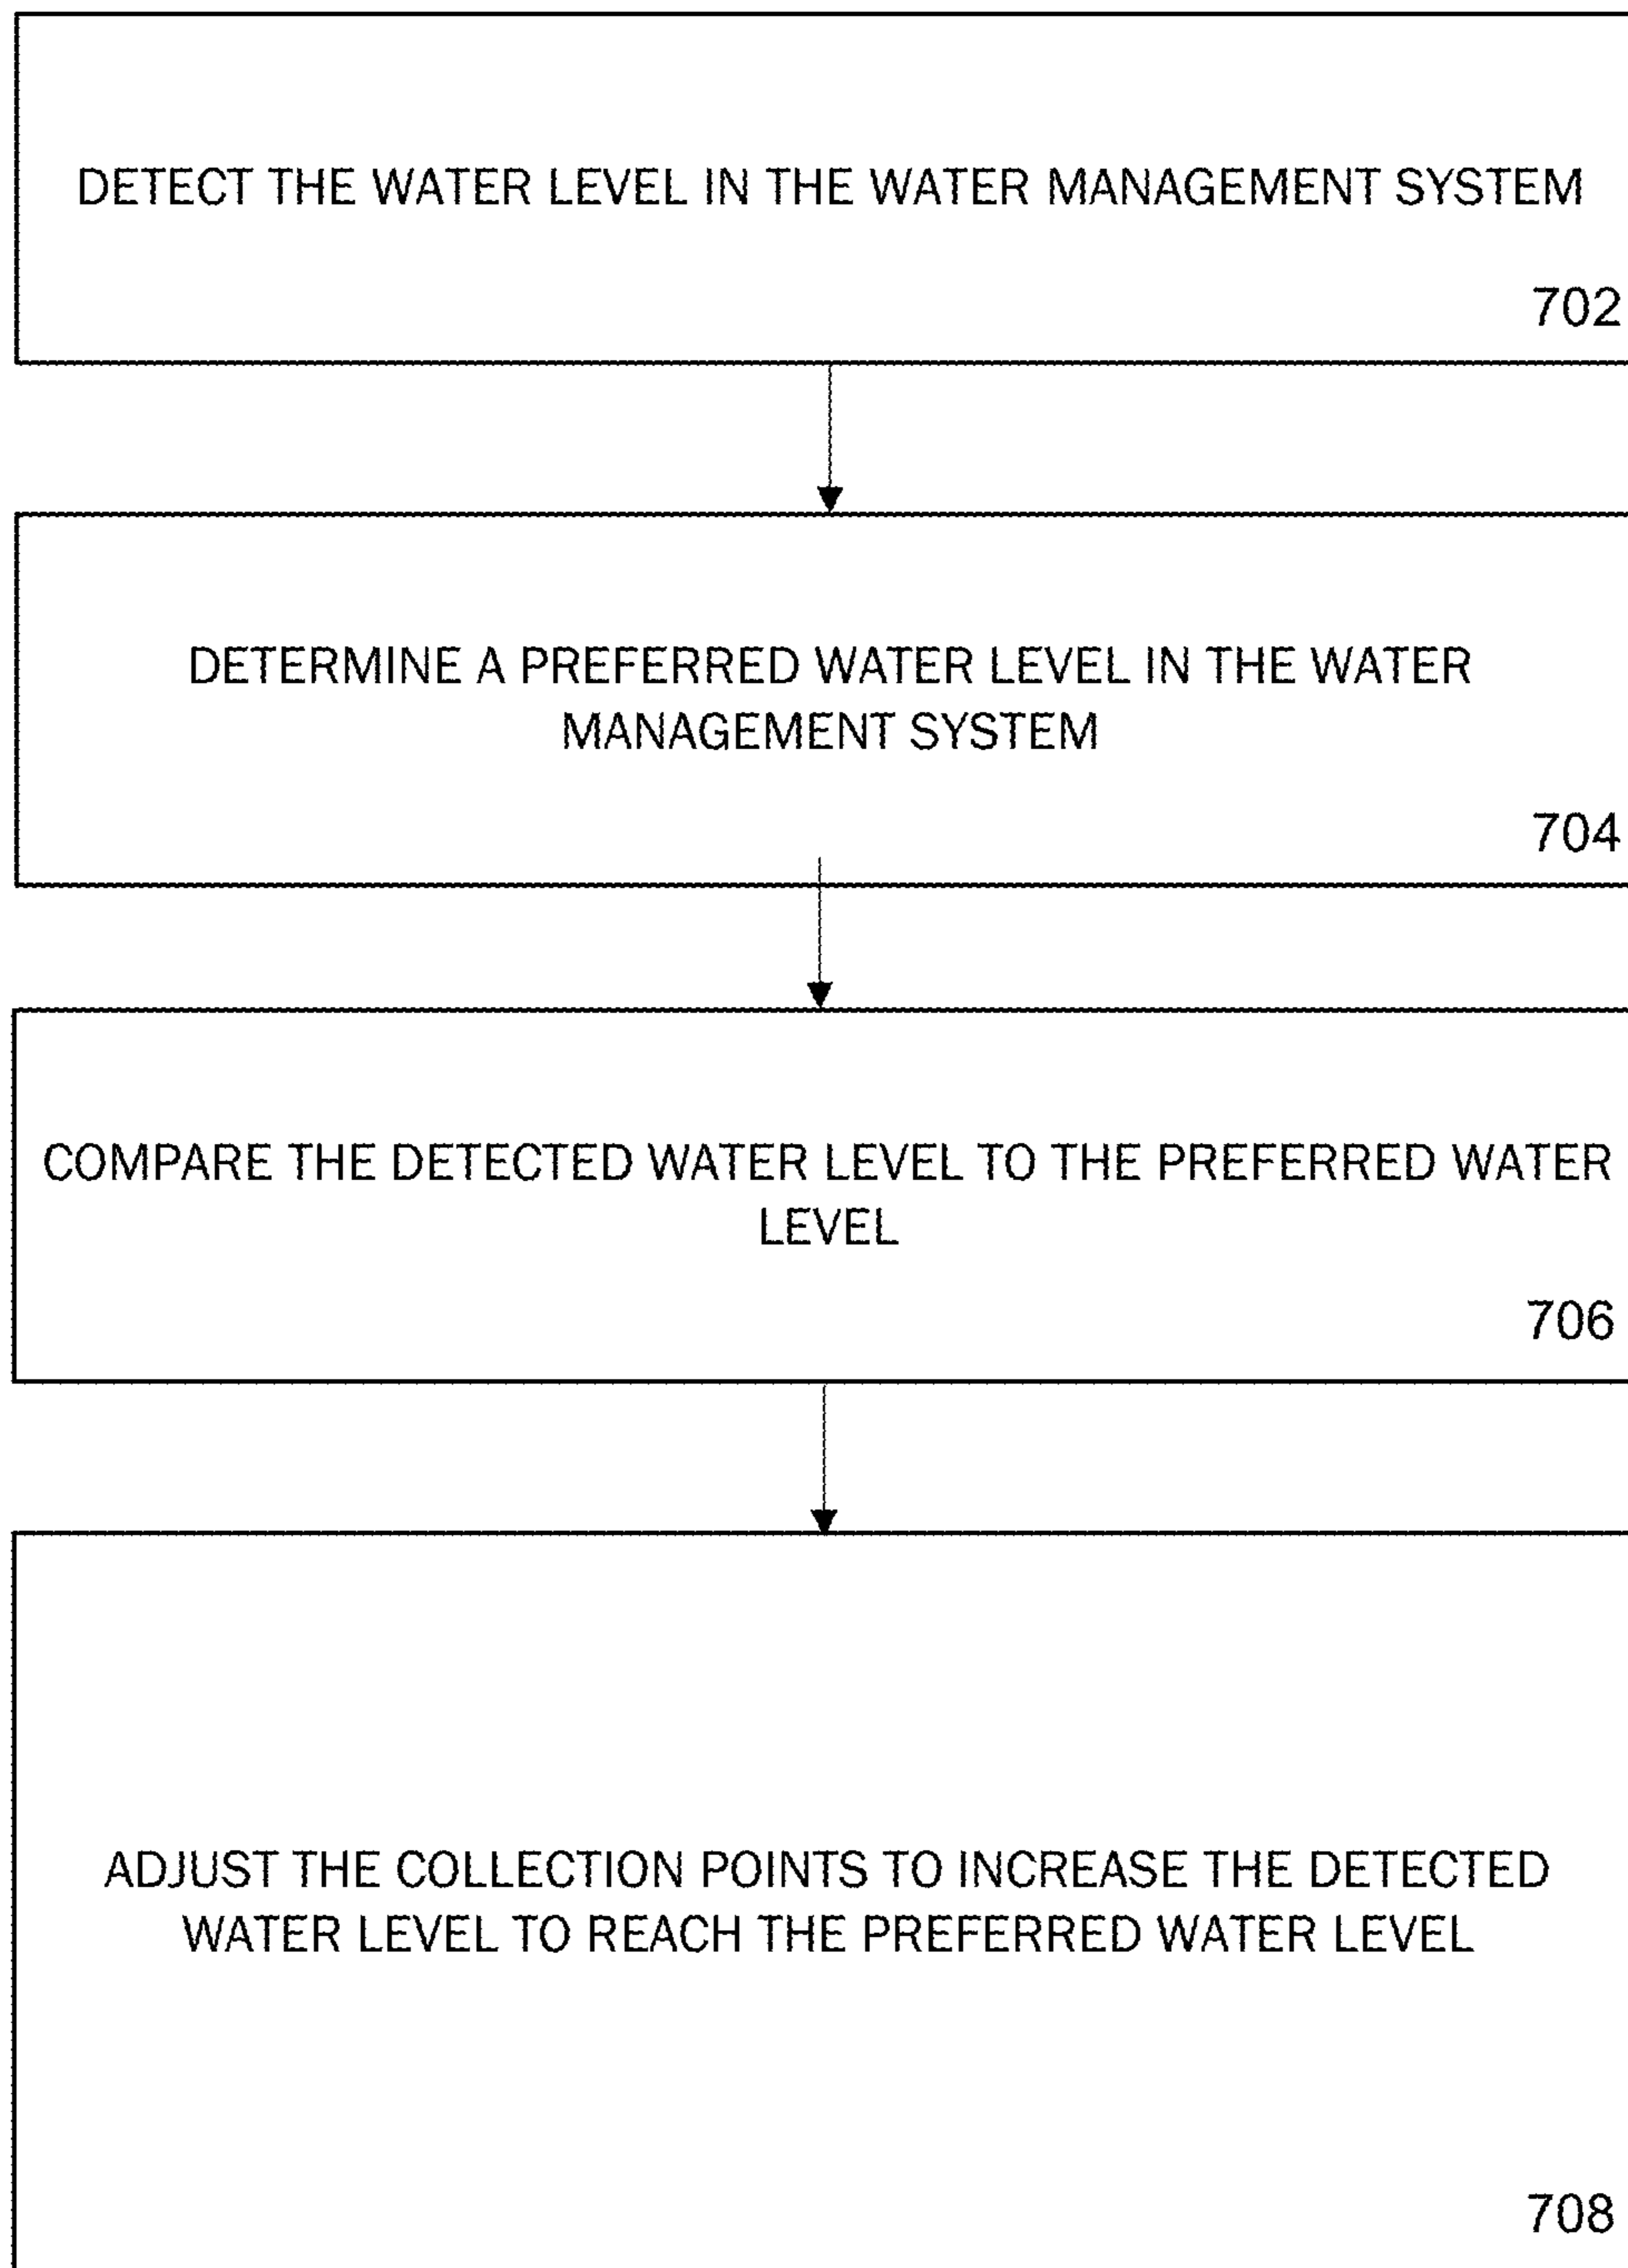 DETECT THE WATER LEVEL IN THE WATER MANAGEMENT SYSTEM
702
DETERMINE A PREFERRED WATER LEVEL IN THE WATER
MANAGEMENT SYSTEM
704
COMPARE THE DETECTED WATER LEVEL TO THE PREFERRED WATER
LEVEL
706
ADJUST THE COLLECTION POINTS TO INCREASE THE DETECTED
WATER LEVEL TO REACH THE PREFERRED WATER LEVEL
708